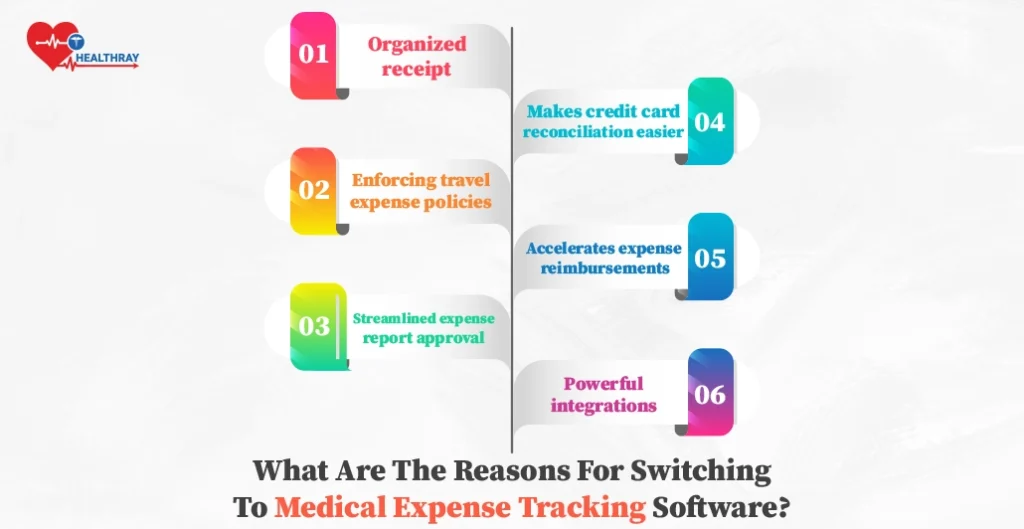 HEALTHRAY
01
Organized
receipt
02
Enforcing travel
expense policies
03
Streamlined expense
report approval
Makes credit card
reconciliation easier
04
Accelerates expense
reimbursements
05
Powerful
integrations
06
What Are The Reasons For Switching
To Medical Expense Tracking Software?